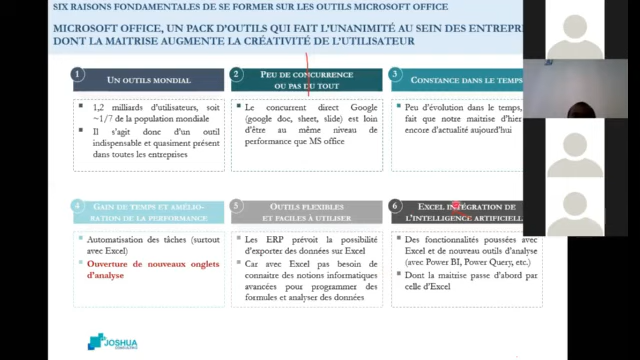 SIX RAISONS FONDAMENTALES DE SE FORMER SUR LES OUTILS MICROSOFT OFFICE
MICROSOFT OFFICE, UN PACK D'OUTILS QUI FAIT L'UNANIMITÉ AU SEIN DES ENTREPR
DONT LA MAITRISE AUGMENTE LA CRÉATIVITÉ DE L'UTILISATEUR
1
UN OUTILS MONDIAL
1,2 milliards d'utilisateurs, soit
~1/7 de la population mondiale
Il s'agit donc d'un outil
indispensable et quasiment présent
dans toutes les entreprises
2
PEU DE CONCURRENCE
OU PAS DU TOUT
Le concurrent direct Google
(google doc, sheet, slide) est loin
d'être au même niveau de
performance que MS office
3
CONSTANCE DANS LE TEMPS
Peu d'évolution dans le temps,
fait que notre maitrise d'hier
encore d'actualité aujourd'hui
4
GAIN DE TEMPS ET AMÉLIO-
RATION DE LA PERFORMANCE
Automatisation des tâches (surtout
avec Excel)
Ouverture de nouveaux onglets
d'analyse
5
OUTILS FLEXIBLES
ET FACILES À UTILISER
Les ERP prévoit la possibilité
d'exporter des données sur Excel
Car avec Excel pas besoin de
connaitre des notions informatiques
avancées pour programmer des
formules et analyser des données
6
EXCEL INTÉGRATION DE
L'INTELLIGENCE ARTIFICIELL
Des fonctionnalités poussées avec
Excel et de nouveau outils d'analyse
(avec Power BI, Power Query, etc.)
Dont la maitrise passe d'abord par
celle d'Excel
JOSHUA